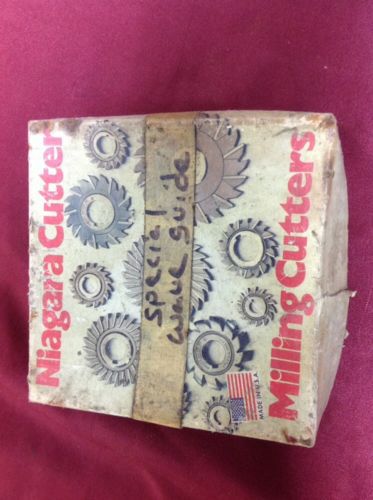 Niagara Cutter
special
wave guide
Milling Cutters
MADE IN U.S.A.